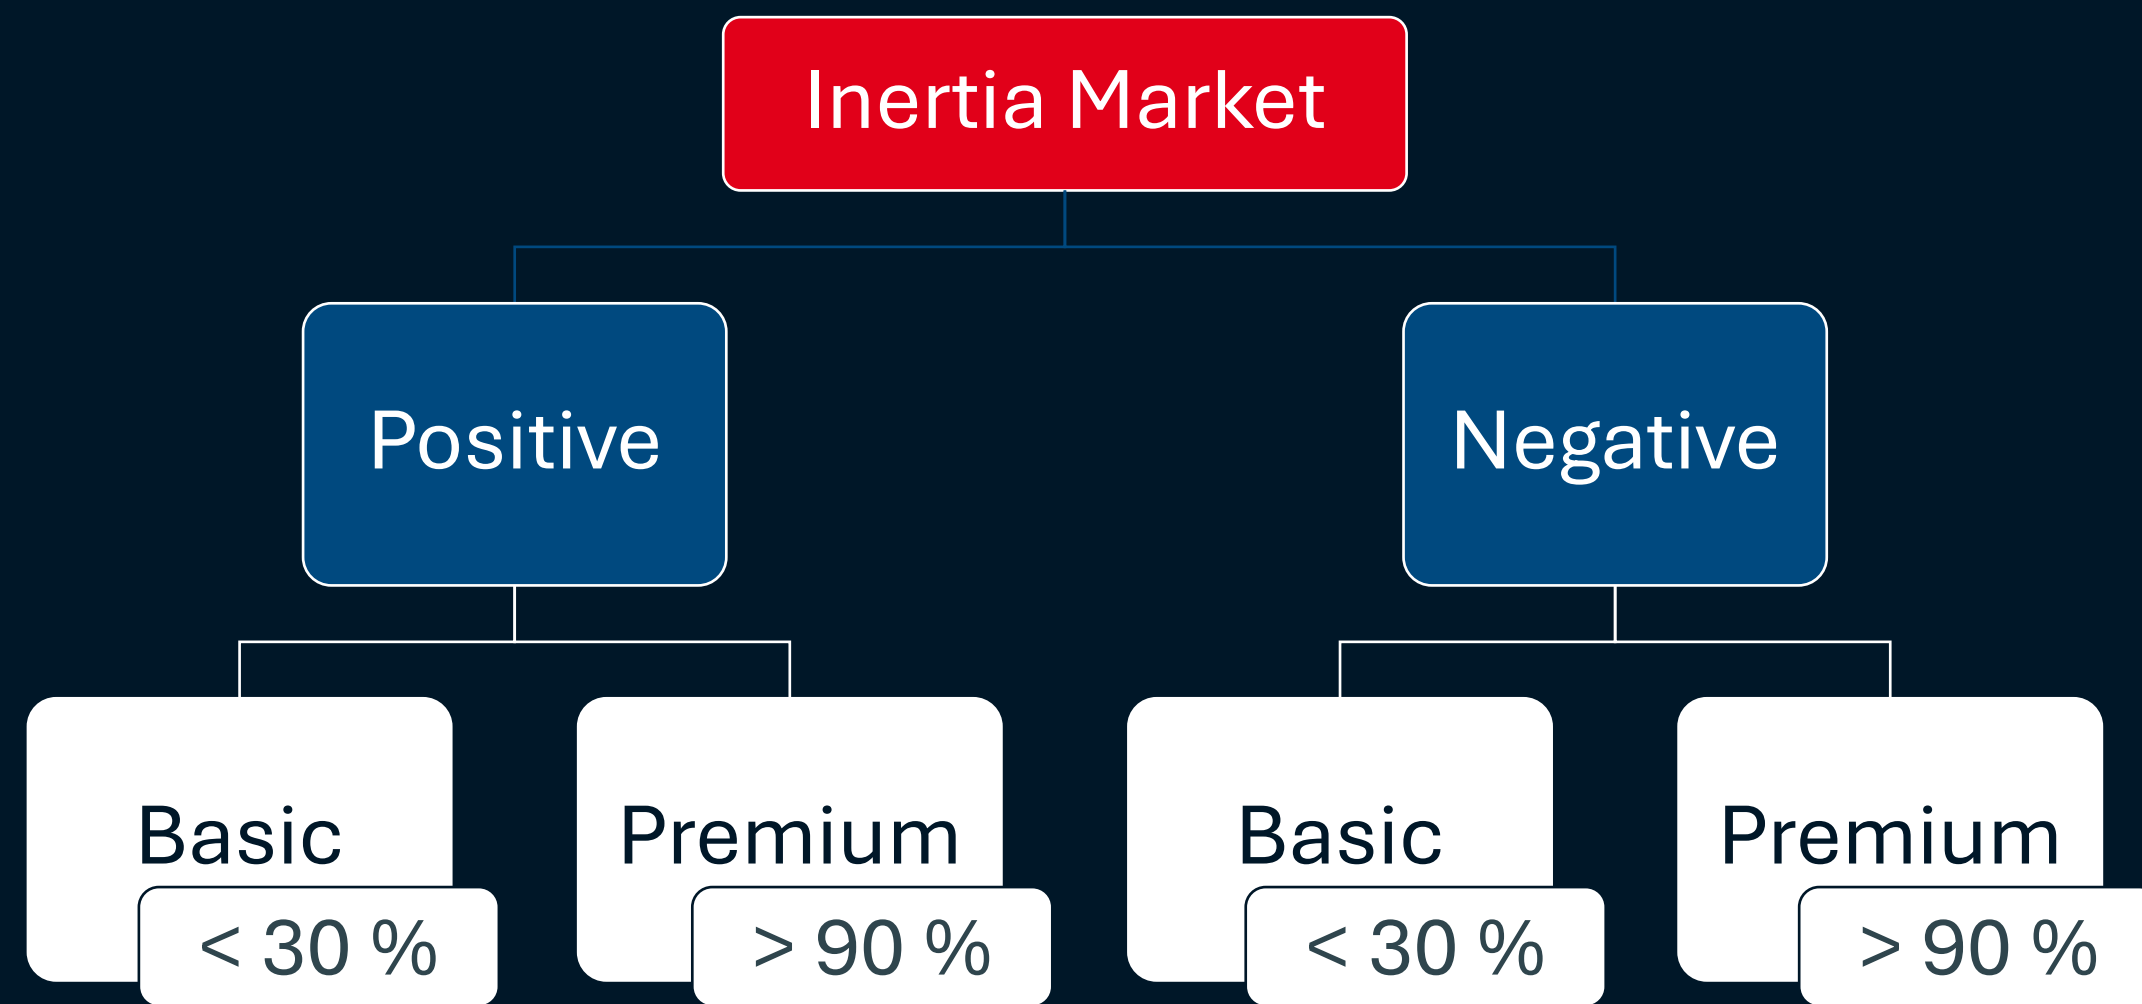 Inertia Market
Positive
Negative
Basic
< 30 %
Premium
> 90 %
Basic
< 30 %
Premium
> 90 %